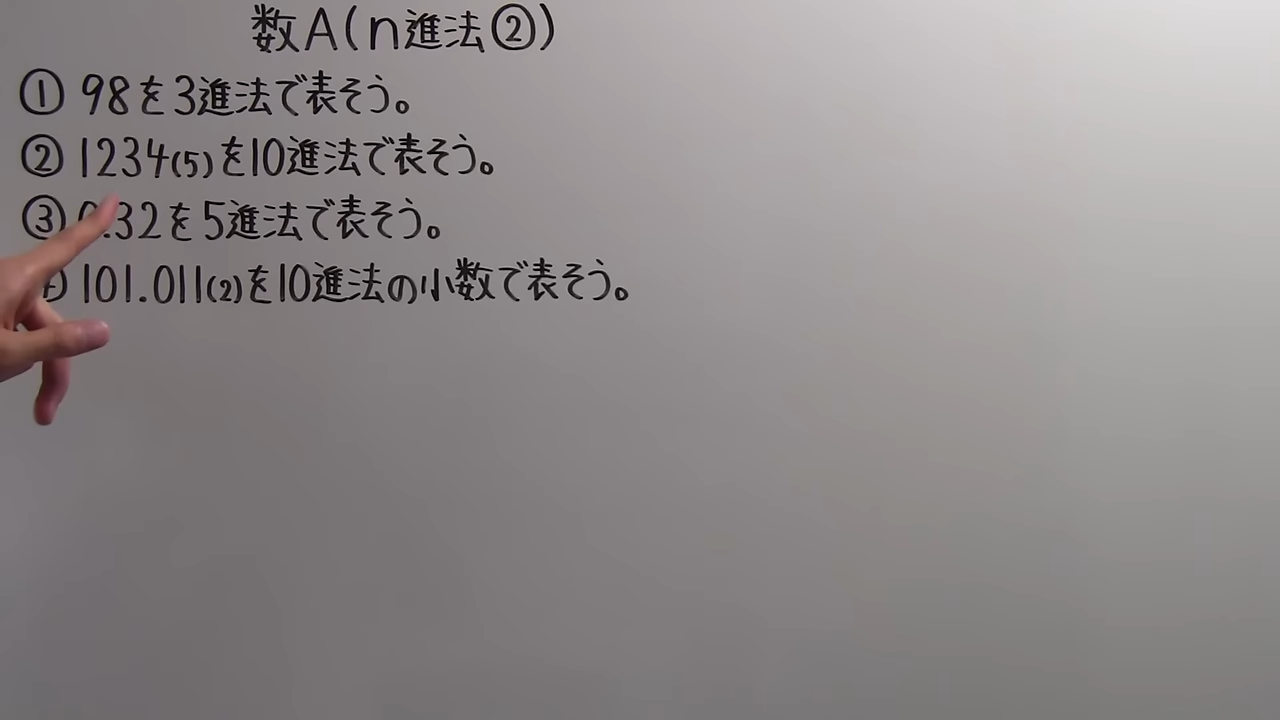 数A(n進法②)
① 98を3進法で表そう。
② 1234(5)を10進法で表そう。
③ .32を5進法で表そう。
101.011(2)を10進法の小数で表そう。